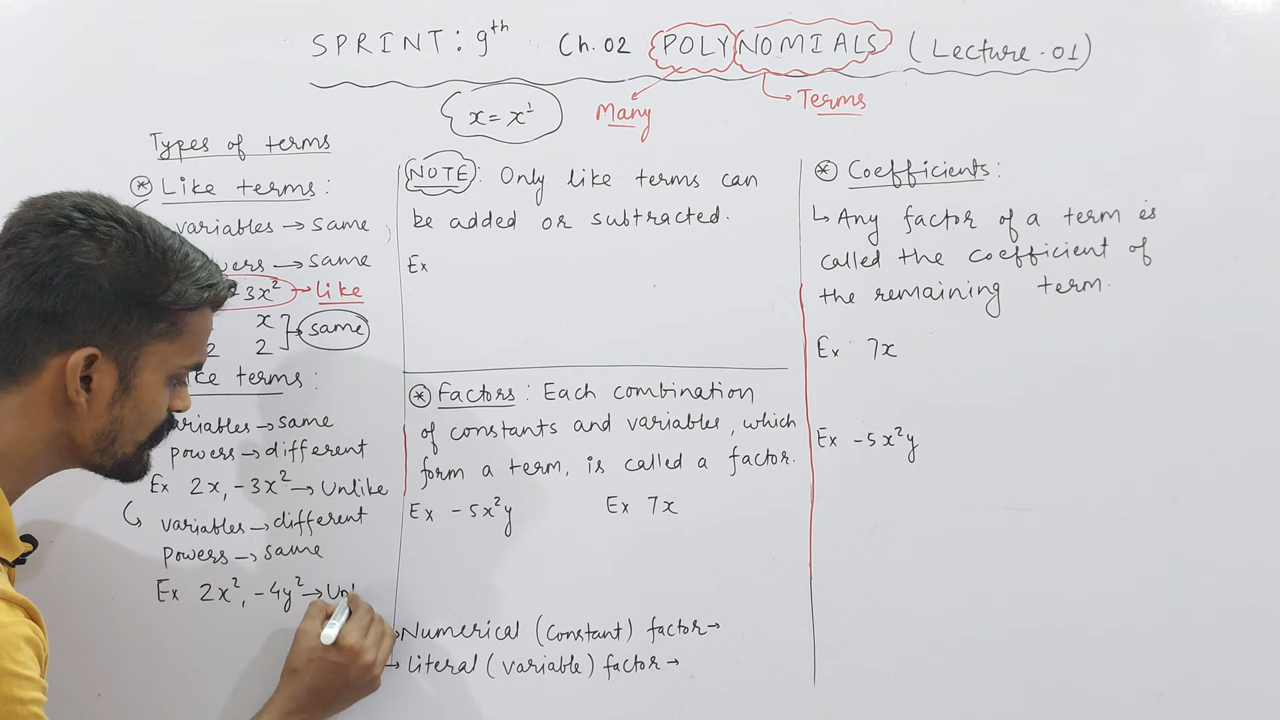 SPRINT: 9th Ch. 02 POLYNOMIALS (Lecture-01)
x = x¹
Many
Terms
Types of terms
* Like terms:
variables → same
→ same
-3x² → like
x
2 2
same
terms:
variables → same
powers → different
Ex 2x, -3x² → Unlike
variables → different
Powers → same
Ex 2x², -4y² →
NOTE: Only like terms can
be added or subtracted.
Ex
* Factors: Each combination
of constants and variables, which
form a term, is called a factor.
Ex -5x²y Ex 7x
Numerical (constant) factor →
→ Literal (variable) factor →
* Coefficients:
↳ Any factor of a term is
called the coefficient of
the remaining term.
Ex 7x
Ex -5x²y